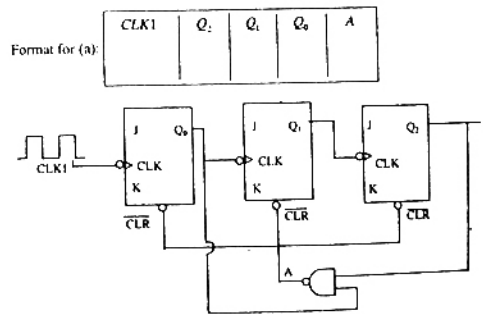 CLK1 Q₂ Q₁ Q₀ A
Format for (a):
J Q₀ J Q₁ J Q₂
CLK1 CLK CLK CLK
K K K
CLR CLR CLR
A